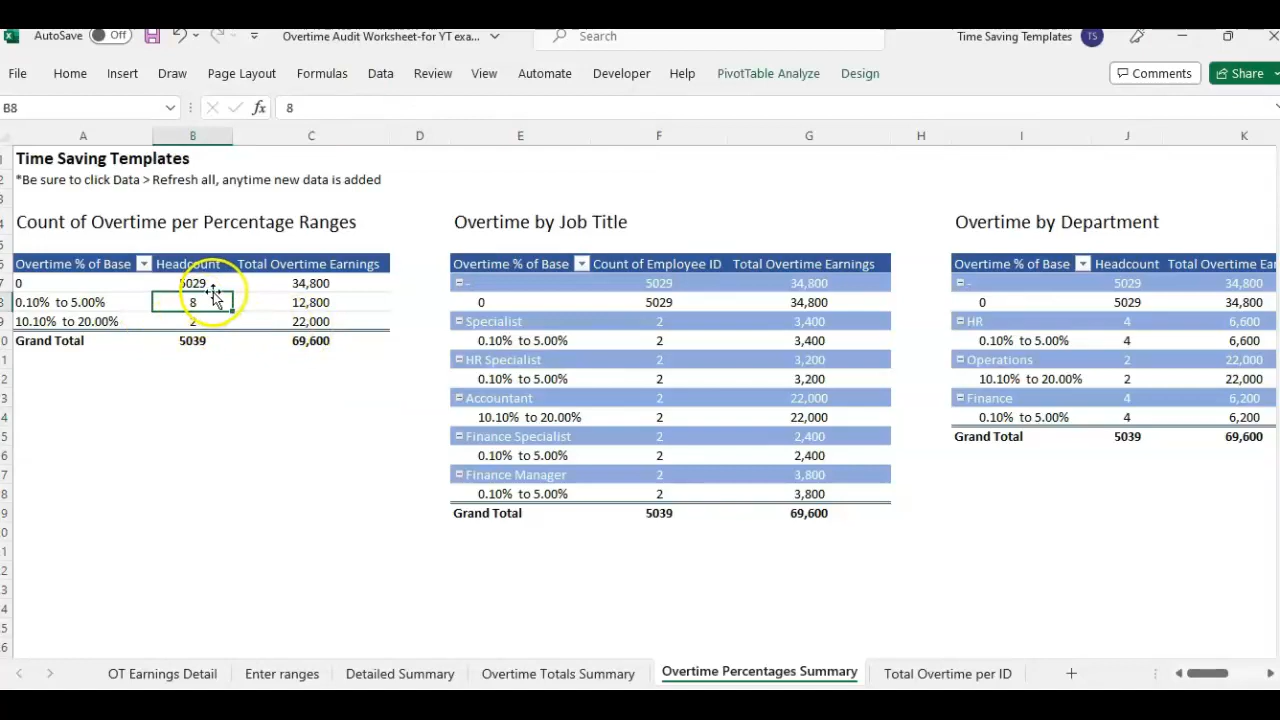 AutoSave Off Overtime Audit Worksheet-for YT exa... Search Time Saving Templates TS
File Home Insert Draw Page Layout Formulas Data Review View Automate Developer Help PivotTable Analyze Design Comments Share
B8 fx 8
A B C D E F G H I J K
Time Saving Templates
*Be sure to click Data > Refresh all, anytime new data is added
Count of Overtime per Percentage Ranges Overtime by Job Title Overtime by Department
Overtime % of Base Headcount Total Overtime Earnings Overtime % of Base Count of Employee ID Total Overtime Earnings Overtime % of Base Headcount Total Overtime Ear
0 5029 34,800 - 5029 34,800 - 5029 34,800
0.10% to 5.00% 8 12,800 0 5029 34,800 0 5029 34,800
10.10% to 20.00% 2 22,000 Specialist 2 3,400 HR 4 6,600
Grand Total 5039 69,600 0.10% to 5.00% 2 3,400 0.10% to 5.00% 4 6,600
HR Specialist 2 3,200 Operations 2 22,000
0.10% to 5.00% 2 3,200 10.10% to 20.00% 2 22,000
Accountant 2 22,000 Finance 4 6,200
10.10% to 20.00% 2 22,000 0.10% to 5.00% 4 6,200
Finance Specialist 2 2,400 Grand Total 5039 69,600
0.10% to 5.00% 2 2,400
Finance Manager 2 3,800
0.10% to 5.00% 2 3,800
Grand Total 5039 69,600
OT Earnings Detail Enter ranges Detailed Summary Overtime Totals Summary Overtime Percentages Summary Total Overtime per ID